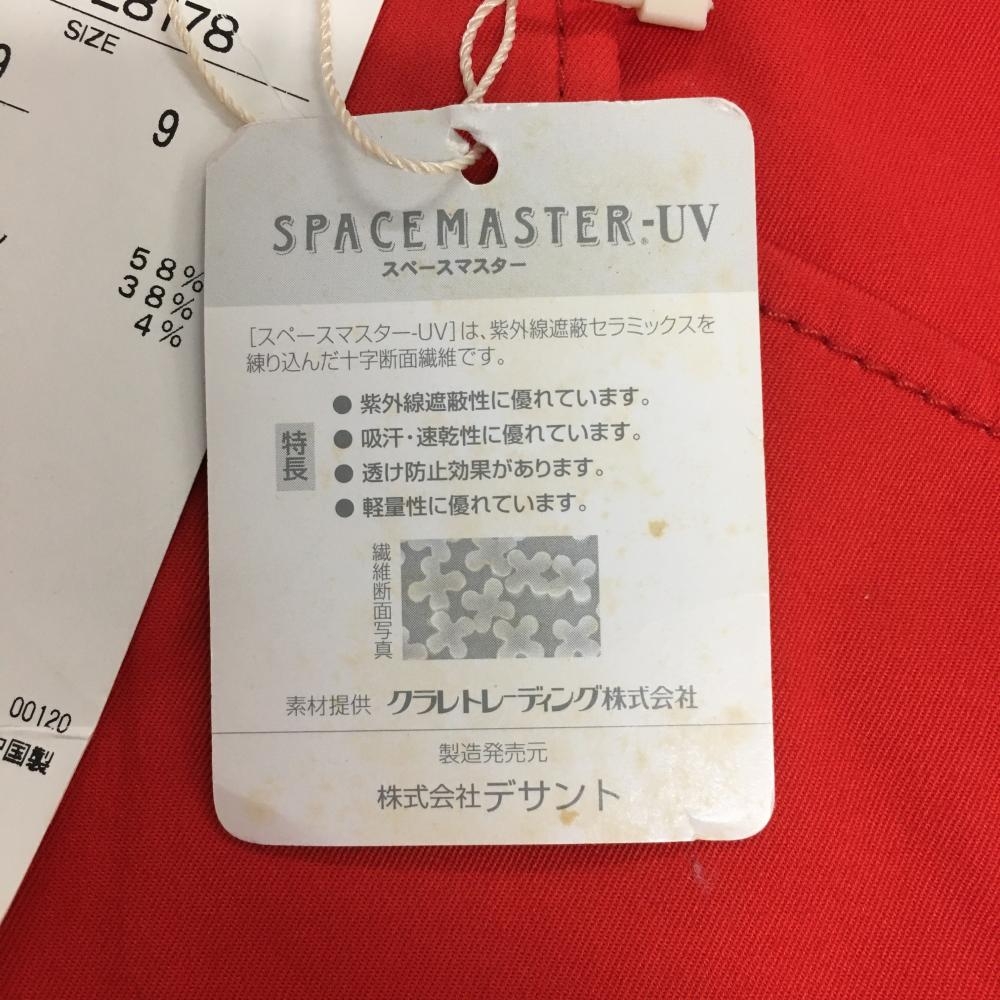 28178
SIZE
9
9
58%
38%
4%
00120
中国製
SPACEMASTER®-UV
スペースマスター
[スペースマスター-UV]は、紫外線遮蔽セラミックスを
練り込んだ十字断面繊維です。
特長
● 紫外線遮蔽性に優れています。
● 吸汗・速乾性に優れています。
● 透け防止効果があります。
● 軽量性に優れています。
繊維断面写真
素材提供 クラレトレーディング株式会社
製造発売元
株式会社デサント